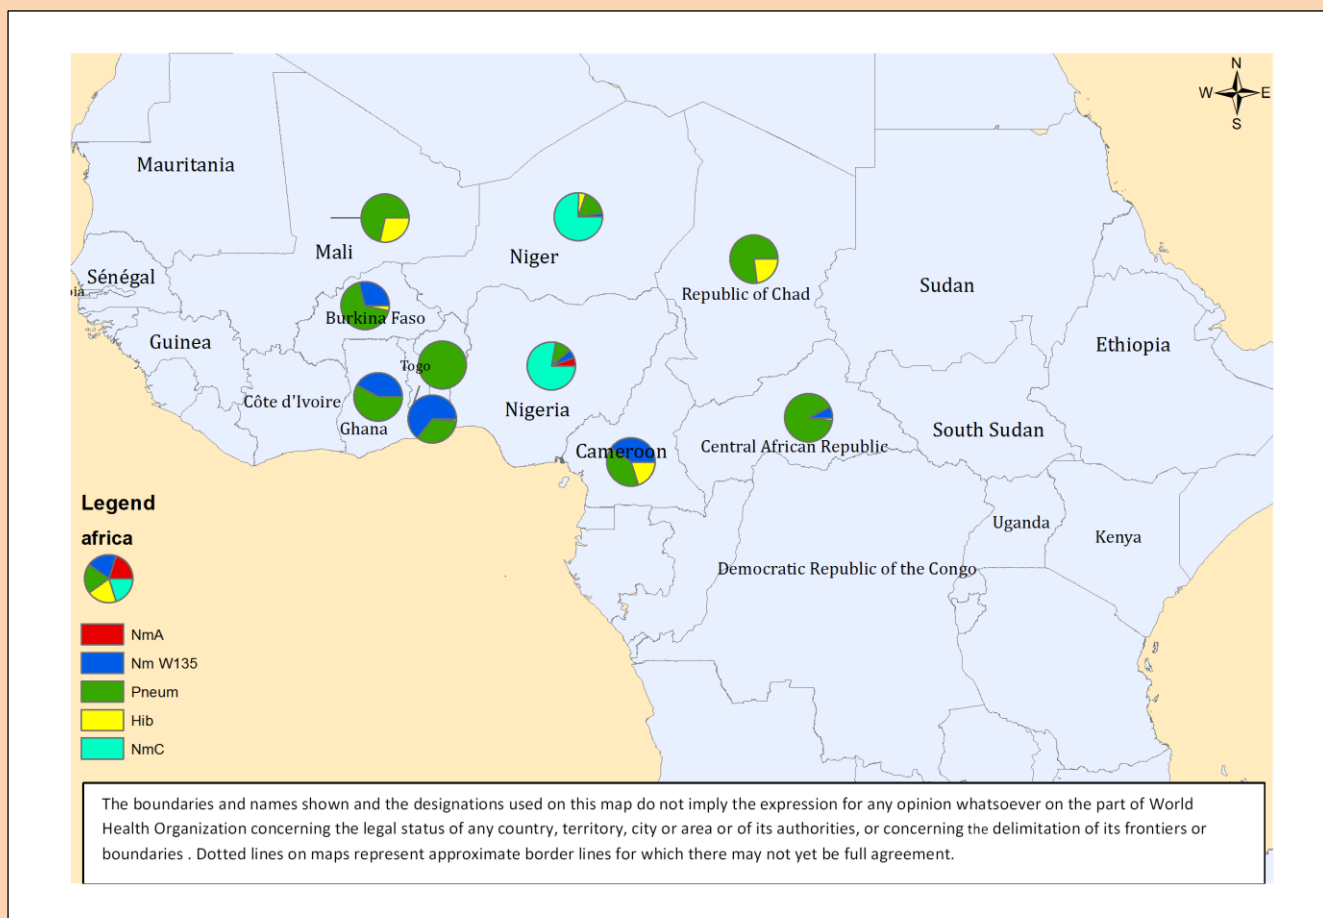 N
W
E
S
Mauritania
Mali
Niger
Sénégal
Republic of Chad
Sudan
Burkina Faso
Guinea
Togo
Ethiopia
Côte d'Ivoire
Nigeria
Ghana
South Sudan
Cameroon
Central African Republic
Uganda
Kenya
Democratic Republic of the Congo
Legend
africa
NmA
Nm W135
Pneum
Hib
NmC
The boundaries and names shown and the designations used on this map do not imply the expression for any opinion whatsoever on the part of World
Health Organization concerning the legal status of any country, territory, city or area or of its authorities, or concerning the delimitation of its frontiers or
boundaries . Dotted lines on maps represent approximate border lines for which there may not yet be full agreement.